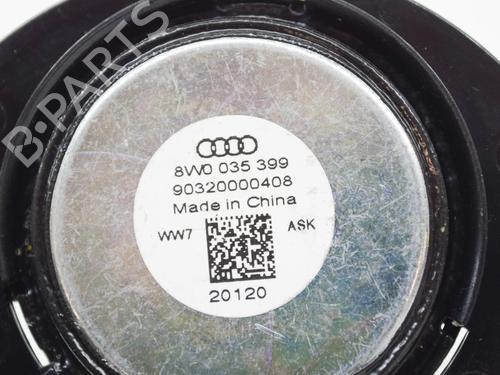 B-PARTS
8W0 035 399
90320000408
Made in China
WW7 ASK
20120